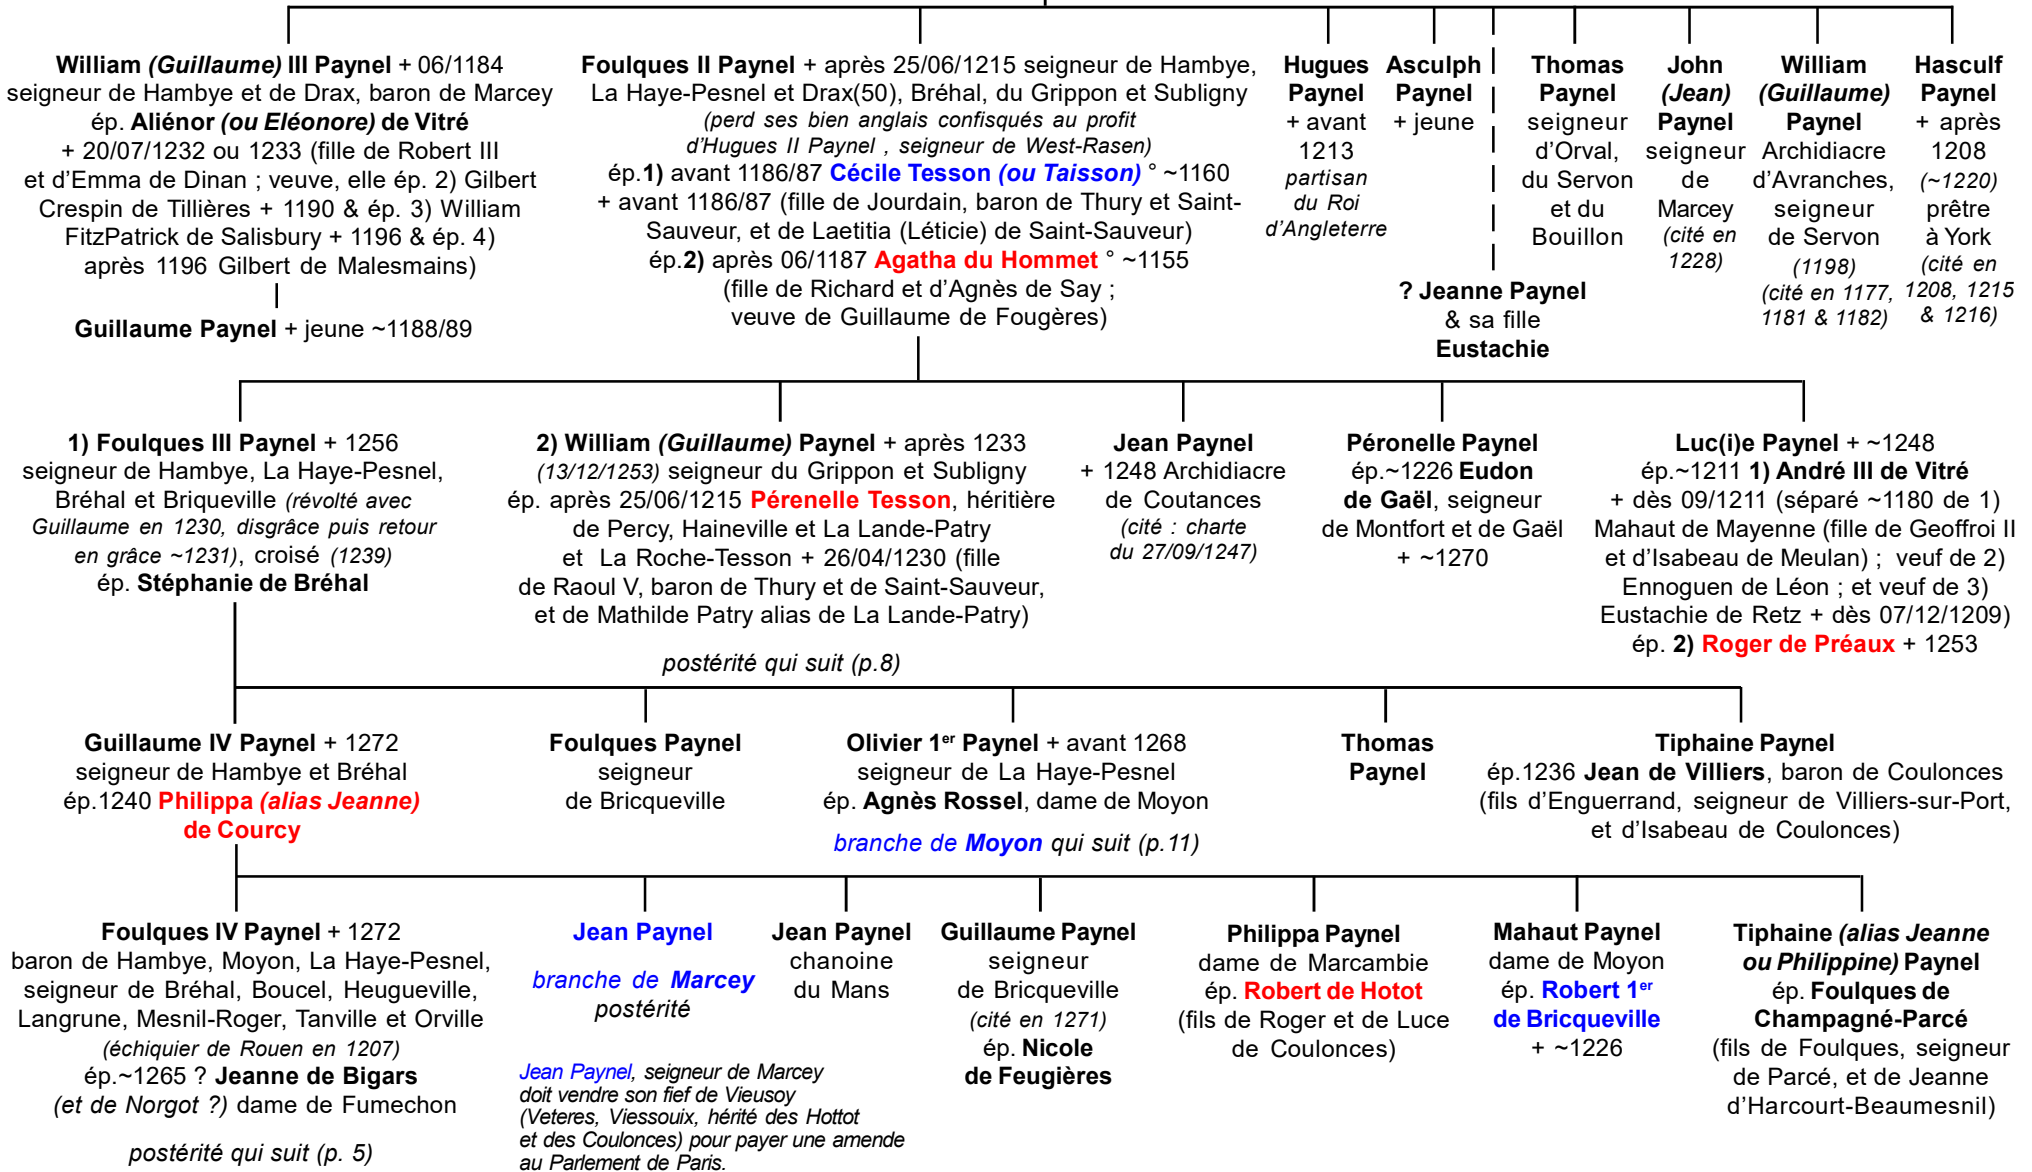 William (Guillaume) III Paynel + 06/1184
seigneur de Hambye et de Drax, baron de Marcey
ép. Aliénor (ou Eléonore) de Vitré
+ 20/07/1232 ou 1233 (fille de Robert III
et d'Emma de Dinan ; veuve, elle ép. 2) Gilbert
Crespin de Tillières + 1190 & ép. 3) William
FitzPatrick de Salisbury + 1196 & ép. 4)
après 1196 Gilbert de Malesmains)
Guillaume Paynel + jeune ~1188/89
Foulques II Paynel + après 25/06/1215 seigneur de Hambye,
La Haye-Pesnel et Drax(50), Bréhal, du Grippon et Subligny
(perd ses bien anglais confisqués au profit
d'Hugues II Paynel , seigneur de West-Rasen)
ép.1) avant 1186/87 Cécile Tesson (ou Taisson) ° ~1160
+ avant 1186/87 (fille de Jourdain, baron de Thury et Saint-
Sauveur, et de Laetitia (Léticie) de Saint-Sauveur)
ép.2) après 06/1187 Agatha du Hommet ° ~1155
(fille de Richard et d'Agnès de Say ;
veuve de Guillaume de Fougères)
Hugues
Paynel
+ avant
1213
partisan
du Roi
d'Angleterre
Asculph
Paynel
+ jeune
? Jeanne Paynel
& sa fille
Eustachie
Thomas
Paynel
seigneur
d'Orval,
du Servon
et du
Bouillon
John
(Jean)
Paynel
seigneur
de
Marcey
(cité en
1228)
William
(Guillaume)
Paynel
Archidiacre
d'Avranches,
seigneur
de Servon
(1198)
(cité en 1177,
1181 & 1182)
Hasculf
Paynel
+ après
1208
(~1220)
prêtre
à York
(cité en
1208, 1215
& 1216)
1) Foulques III Paynel + 1256
seigneur de Hambye, La Haye-Pesnel,
Bréhal et Briqueville (révolté avec
Guillaume en 1230, disgrâce puis retour
en grâce ~1231), croisé (1239)
ép. Stéphanie de Bréhal
2) William (Guillaume) Paynel + après 1233
(13/12/1253) seigneur du Grippon et Subligny
ép. après 25/06/1215 Pérenelle Tesson, héritière
de Percy, Haineville et La Lande-Patry
et La Roche-Tesson + 26/04/1230 (fille
de Raoul V, baron de Thury et de Saint-Sauveur,
et de Mathilde Patry alias de La Lande-Patry)
postérité qui suit (p.8)
Jean Paynel
+ 1248 Archidiacre
de Coutances
(cité : charte
du 27/09/1247)
Péronelle Paynel
ép.~1226 Eudon
de Gaël, seigneur
de Montfort et de Gaël
+ ~1270
Luc(i)e Paynel + ~1248
ép.~1211 1) André III de Vitré
+ dès 09/1211 (séparé ~1180 de 1)
Mahaut de Mayenne (fille de Geoffroi II
et d'Isabeau de Meulan) ; veuf de 2)
Ennoguen de Léon ; et veuf de 3)
Eustachie de Retz + dès 07/12/1209)
ép. 2) Roger de Préaux + 1253
Guillaume IV Paynel + 1272
seigneur de Hambye et Bréhal
ép.1240 Philippa (alias Jeanne)
de Courcy
Foulques Paynel
seigneur
de Bricqueville
Olivier 1er Paynel + avant 1268
seigneur de La Haye-Pesnel
ép. Agnès Rossel, dame de Moyon
branche de Moyon qui suit (p.11)
Thomas
Paynel
Tiphaine Paynel
ép.1236 Jean de Villiers, baron de Coulonces
(fils d'Enguerrand, seigneur de Villiers-sur-Port,
et d'Isabeau de Coulonces)
Foulques IV Paynel + 1272
baron de Hambye, Moyon, La Haye-Pesnel,
seigneur de Bréhal, Boucel, Heugueville,
Langrune, Mesnil-Roger, Tanville et Orville
(échiquier de Rouen en 1207)
ép.~1265 ? Jeanne de Bigars
(et de Norgot ?) dame de Fumechon
postérité qui suit (p. 5)
Jean Paynel
branche de Marcey
postérité
Jean Paynel, seigneur de Marcey
doit vendre son fief de Vieusoy
(Veteres, Viessouix, hérité des Hottot
et des Coulonces) pour payer une amende
au Parlement de Paris.
Jean Paynel
chanoine
du Mans
Guillaume Paynel
seigneur
de Bricqueville
(cité en 1271)
ép. Nicole
de Feugières
Philippa Paynel
dame de Marcambie
ép. Robert de Hotot
(fils de Roger et de Luce
de Coulonces)
Mahaut Paynel
dame de Moyon
ép. Robert 1er
de Bricqueville
+ ~1226
Tiphaine (alias Jeanne
ou Philippine) Paynel
ép. Foulques de
Champagné-Parcé
(fils de Foulques, seigneur
de Parcé, et de Jeanne
d'Harcourt-Beaumesnil)